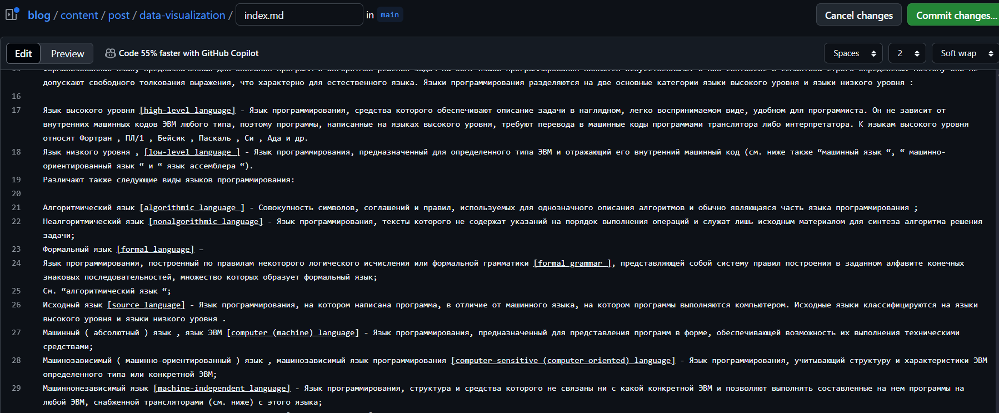 blog / content / post / data-visualization / index.md in main Cancel changes Commit changes...
Edit Preview Code 55% faster with GitHub Copilot Spaces 2 Soft wrap
допускают свободного толкования выражения, что характерно для естественного языка. Языки программирования разделяются на две основные категории языки высокого уровня и языки низкого уровня :
16
17 Язык высокого уровня [high-level language] - Язык программирования, средства которого обеспечивают описание задачи в наглядном, легко воспринимаемом виде, удобном для программиста. Он не зависит от
внутренних машинных кодов ЭВМ любого типа, поэтому программы, написанные на языках высокого уровня, требуют перевода в машинные коды программами транслятора либо интерпретатора. К языкам высокого уровня
относят Фортран , ПЛ/1 , Бейсик , Паскаль , Си , Ада и др.
18 Язык низкого уровня , [low-level language ] - Язык программирования, предназначенный для определенного типа ЭВМ и отражающий его внутренний машинный код (см. ниже также “машинный язык “, “ машинно-
ориентированный язык “ и “ язык ассемблера “).
19 Различают также следующие виды языков программирования:
20
21 Алгоритмический язык [algorithmic language ] - Совокупность символов, соглашений и правил, используемых для однозначного описания алгоритмов и обычно являющаяся часть языка программирования ;
22 Неалгоритмический язык [nonalgorithmic language] - Язык программирования, тексты которого не содержат указаний на порядок выполнения операций и служат лишь исходным материалом для синтеза алгоритма решения
задачи;
23 Формальный язык [formal language] –
24 Язык программирования, построенный по правилам некоторого логического исчисления или формальной грамматики [formal grammar ], представляющей собой систему правил построения в заданном алфавите конечных
знаковых последовательностей, множество которых образует формальный язык;
25 См. “алгоритмический язык “;
26 Исходный язык [source language] - Язык программирования, на котором написана программа, в отличие от машинного языка, на котором программы выполняются компьютером. Исходные языки классифицируются на языки
высокого уровня и языки низкого уровня .
27 Машинный ( абсолютный ) язык , язык ЭВМ [computer (machine) language] - Язык программирования, предназначенный для представления программ в форме, обеспечивающей возможность их выполнения техническими
средствами;
28 Машинозависимый ( машинно-ориентированный ) язык , машинозависимый язык программирования [computer-sensitive (computer-oriented) language] - Язык программирования, учитывающий структуру и характеристики ЭВМ
определенного типа или конкретной ЭВМ;
29 Машиннонезависимый язык [machine-independent language] - Язык программирования, структура и средства которого не связаны ни с какой конкретной ЭВМ и позволяют выполнять составленные на нем программы на
любой ЭВМ, снабженной трансляторами (см. ниже) с этого языка;